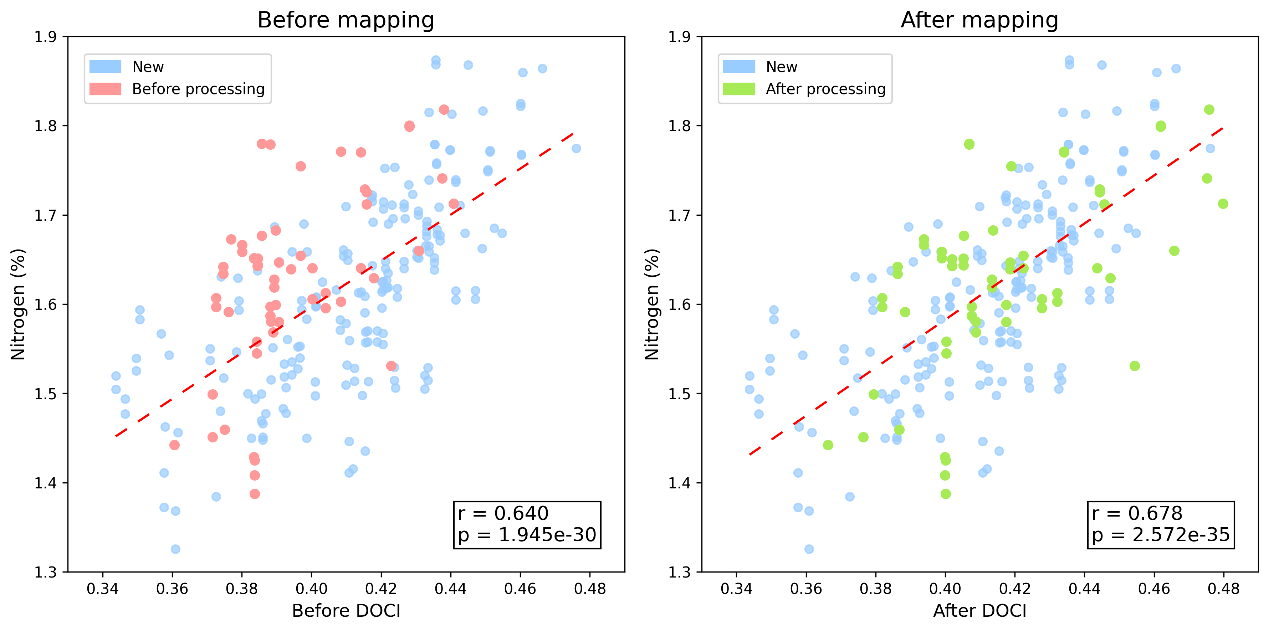 Before mapping
1.9
1.8
1.7
1.6
1.5
1.4
1.3
Nitrogen (%)
New
Before processing
r = 0.640
p = 1.945e-30
0.34 0.36 0.38 0.40 0.42 0.44 0.46 0.48
Before DOCI
After mapping
1.9
1.8
1.7
1.6
1.5
1.4
1.3
Nitrogen (%)
New
After processing
r = 0.678
p = 2.572e-35
0.34 0.36 0.38 0.40 0.42 0.44 0.46 0.48
After DOCI